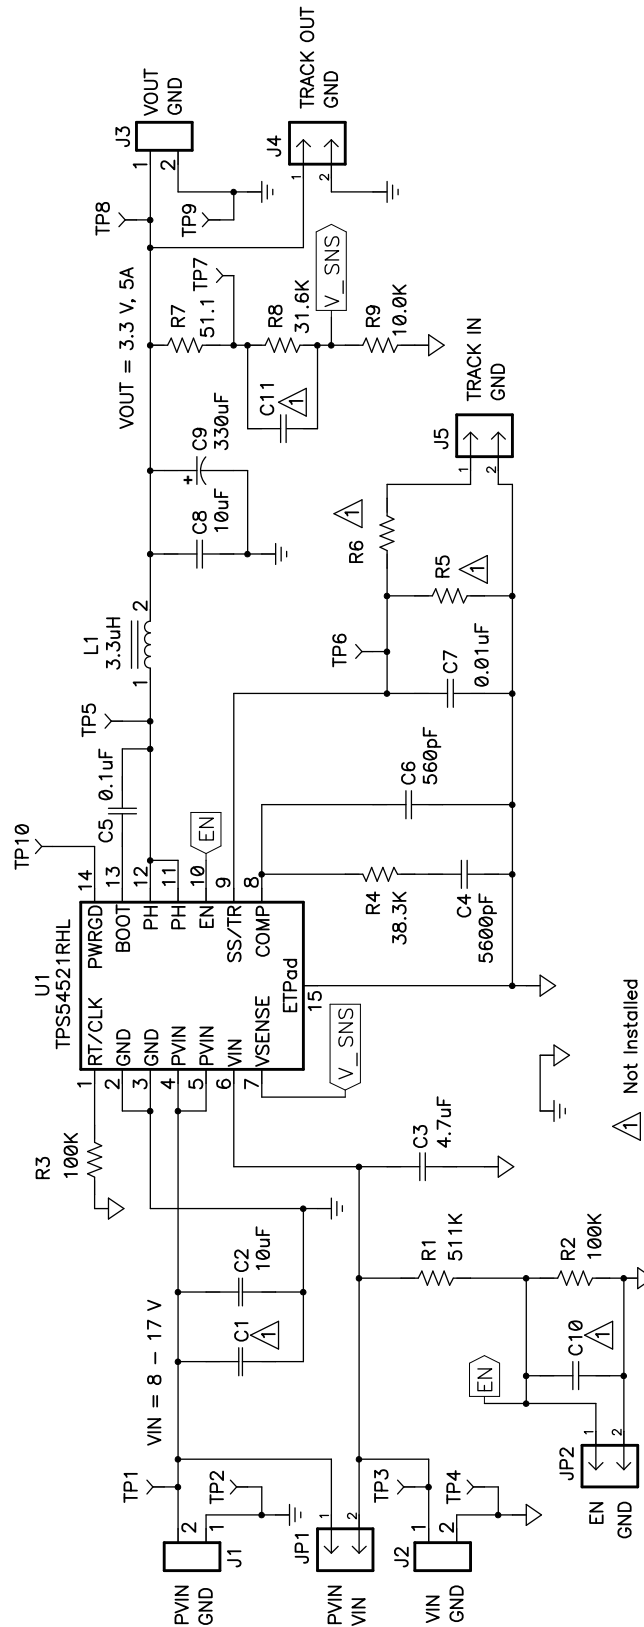 PVIN
GND
J1
2
1
TP1
TP2
VIN = 8 – 17 V
C1
1
C2
10uF
PVIN
VIN
JP1
1
2
VIN
GND
J2
1
2
TP3
TP4
EN
GND
JP2
1
2
EN
C10
1
R1
511K
R2
100K
C3
4.7uF
R3
100K
U1
TPS54521RHL
1
RT/CLK
2
GND
3
GND
4
PVIN
5
PVIN
6
VIN
7
VSENSE
14
PWRGD
13
BOOT
12
PH
11
PH
10
EN
9
SS/TR
8
COMP
ETPad
15
V_SNS
EN
TP10
C5
0.1uF
TP5
L1
3.3uH
1
2
R4
38.3K
C4
5600pF
C6
560pF
C7
0.01uF
TP6
R5
1
R6
1
J5
1
2
TRACK IN
GND
C8
10uF
C9
330uF
+
VOUT = 3.3 V, 5A
R7
51.1
TP7
C11
1
R8
31.6K
V_SNS
R9
10.0K
TP8
TP9
J3
1
2
VOUT
GND
J4
1
2
TRACK OUT
GND
1 Not Installed